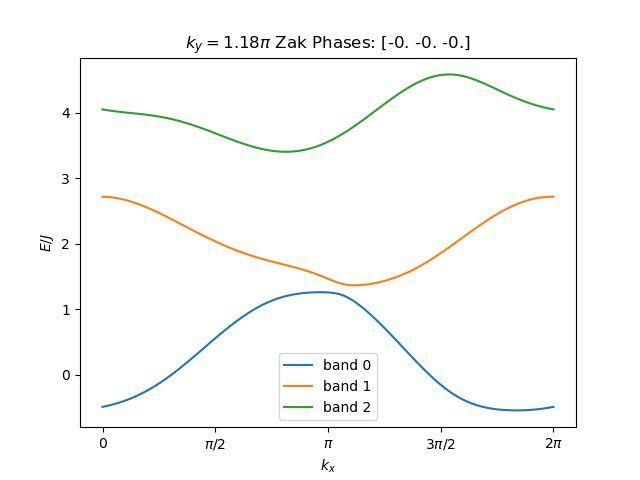 k_y = 1.18π Zak Phases: [-0. -0. -0.]
E/J
4
3
2
1
0
band 0
band 1
band 2
0 π/2 π 3π/2 2π
k_x